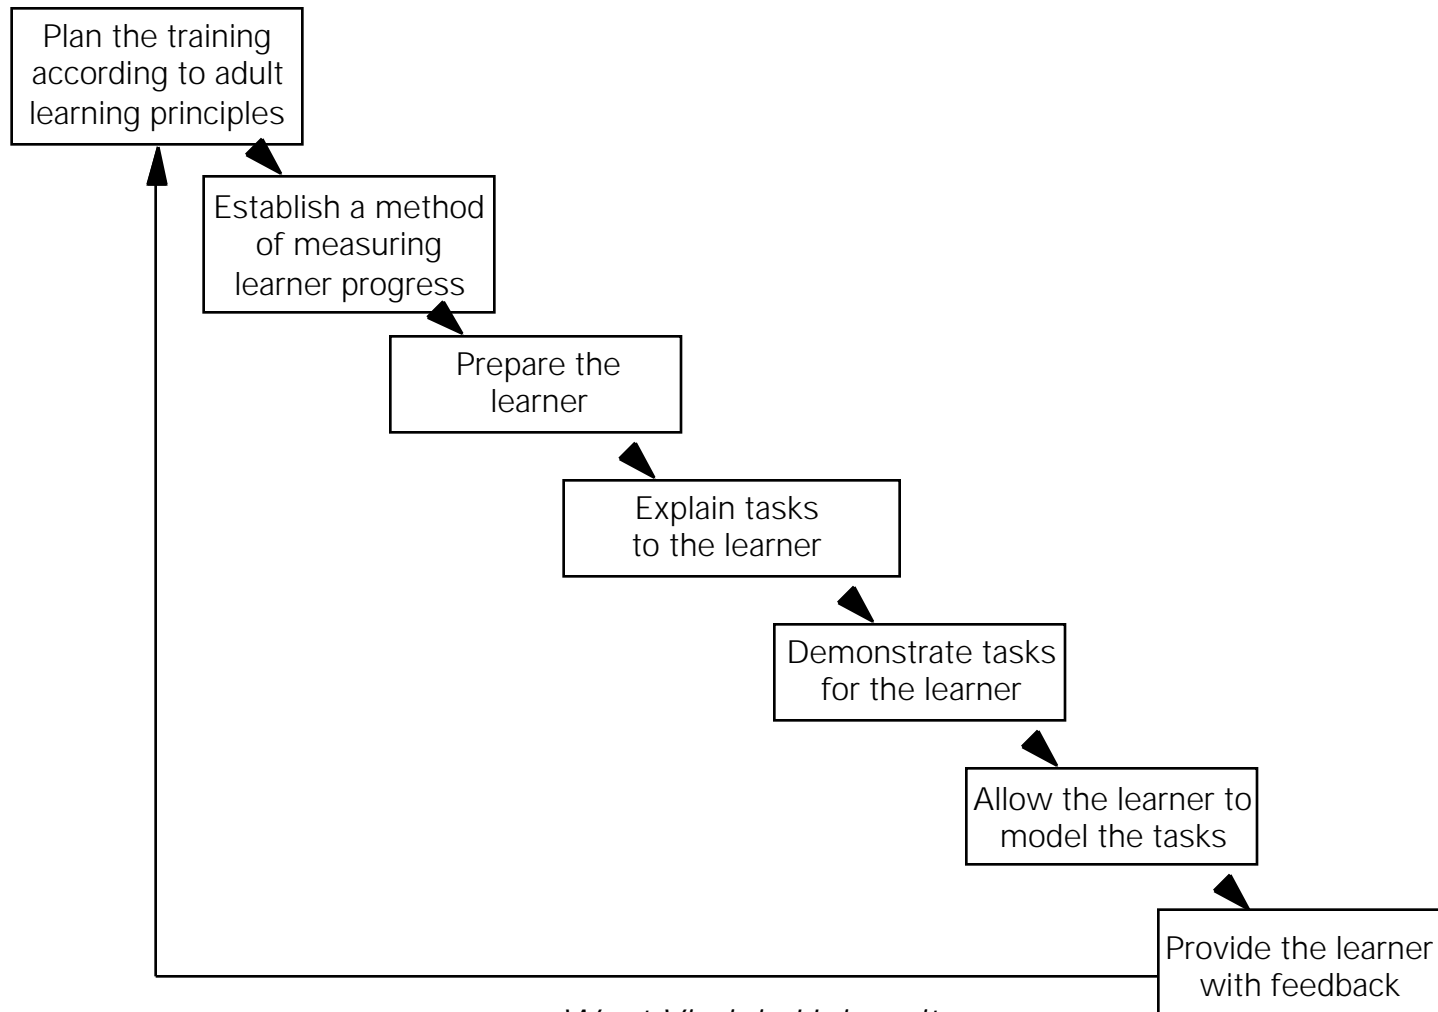 Plan the training
according to adult
learning principles
Establish a method
of measuring
learner progress
Prepare the
learner
Explain tasks
to the learner
Demonstrate tasks
for the learner
Allow the learner to
model the tasks
Provide the learner
with feedback